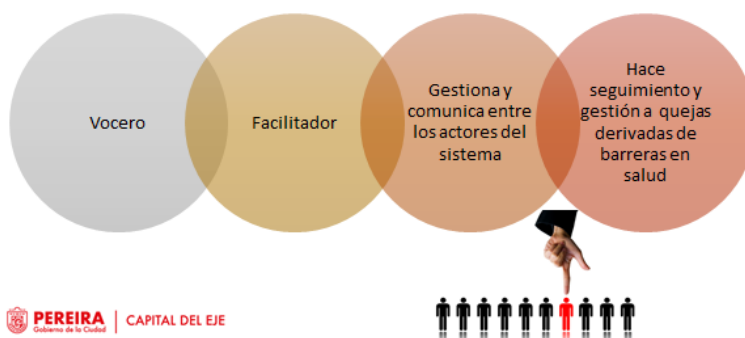 Vocero
Facilitador
Gestiona y
comunica entre
los actores del
sistema
Hace
seguimiento y
gestión a quejas
derivadas de
barreras en
salud
PEREIRA
Gobierno de la Ciudad
CAPITAL DEL EJE